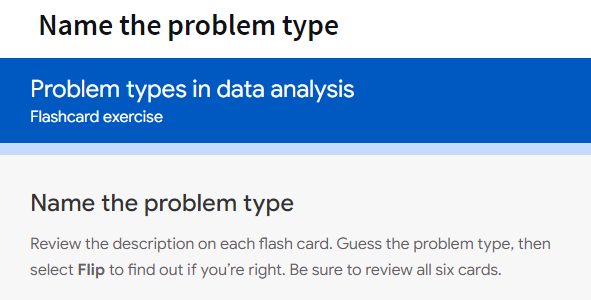 Name the problem type
Problem types in data analysis
Flashcard exercise
Name the problem type
Review the description on each flash card. Guess the problem type, then
select Flip to find out if you’re right. Be sure to review all six cards.